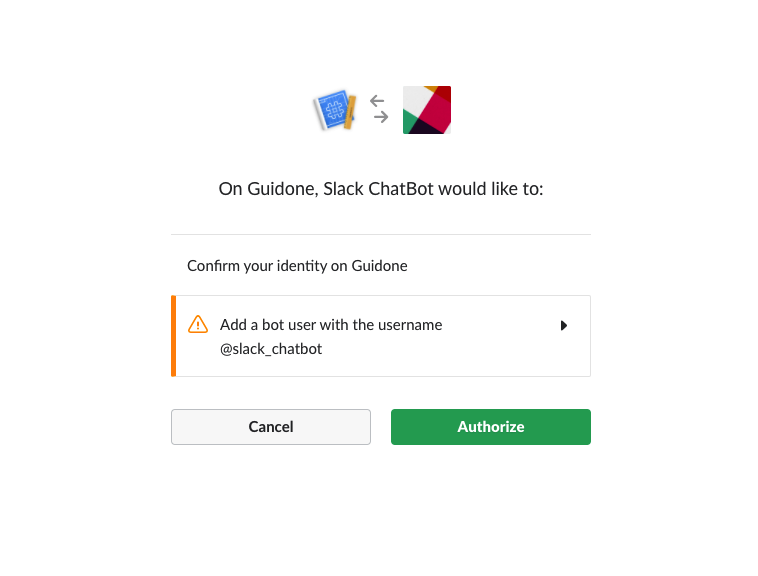 On Guidone, Slack ChatBot would like to:
Confirm your identity on Guidone
Add a bot user with the username
@slack_chatbot
Cancel
Authorize